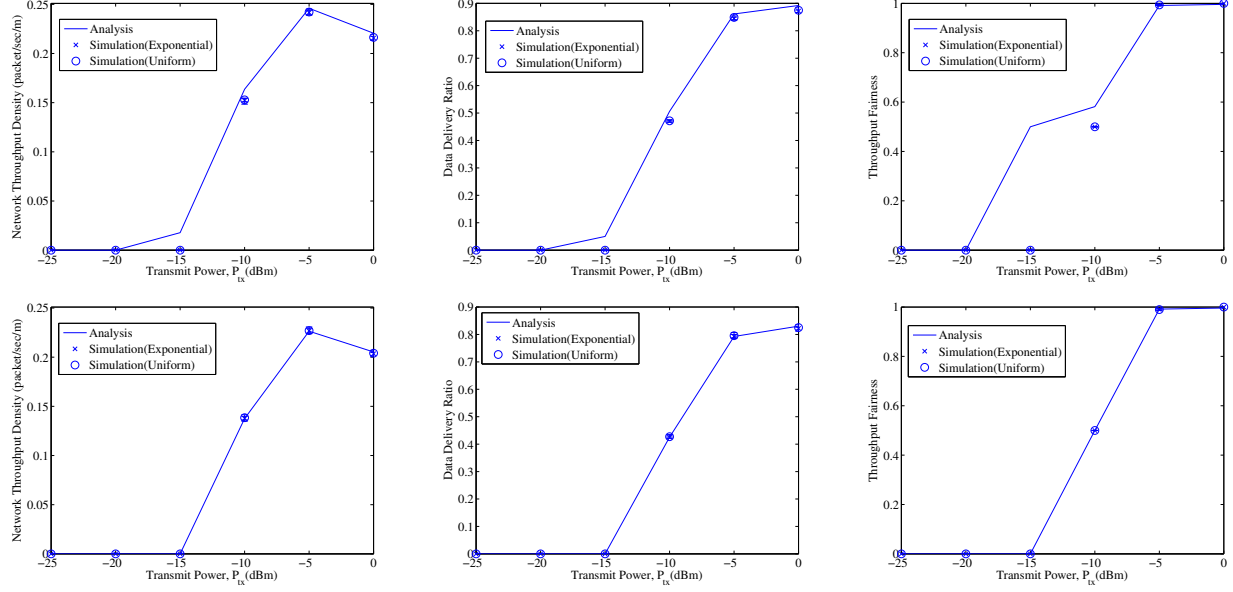 Network Throughput Density (packet/sec/m)
0.25
0.2
0.15
0.1
0.05
0
−25 −20 −15 −10 −5 0
Transmit Power, P_tx(dBm)
Analysis
Simulation(Exponential)
Simulation(Uniform)
Data Delivery Ratio
0.9
0.8
0.7
0.6
0.5
0.4
0.3
0.2
0.1
0
−25 −20 −15 −10 −5 0
Transmit Power, P_tx(dBm)
Analysis
Simulation(Exponential)
Simulation(Uniform)
Throughput Fairness
1
0.8
0.6
0.4
0.2
0
−25 −20 −15 −10 −5 0
Transmit Power, P_tx(dBm)
Analysis
Simulation(Exponential)
Simulation(Uniform)
Network Throughput Density (packet/sec/m)
0.25
0.2
0.15
0.1
0.05
0
−25 −20 −15 −10 −5 0
Transmit Power, P_tx(dBm)
Analysis
Simulation(Exponential)
Simulation(Uniform)
Data Delivery Ratio
0.9
0.8
0.7
0.6
0.5
0.4
0.3
0.2
0.1
0
−25 −20 −15 −10 −5 0
Transmit Power, P_tx(dBm)
Analysis
Simulation(Exponential)
Simulation(Uniform)
Throughput Fairness
1
0.8
0.6
0.4
0.2
0
−25 −20 −15 −10 −5 0
Transmit Power, P_tx(dBm)
Analysis
Simulation(Exponential)
Simulation(Uniform)